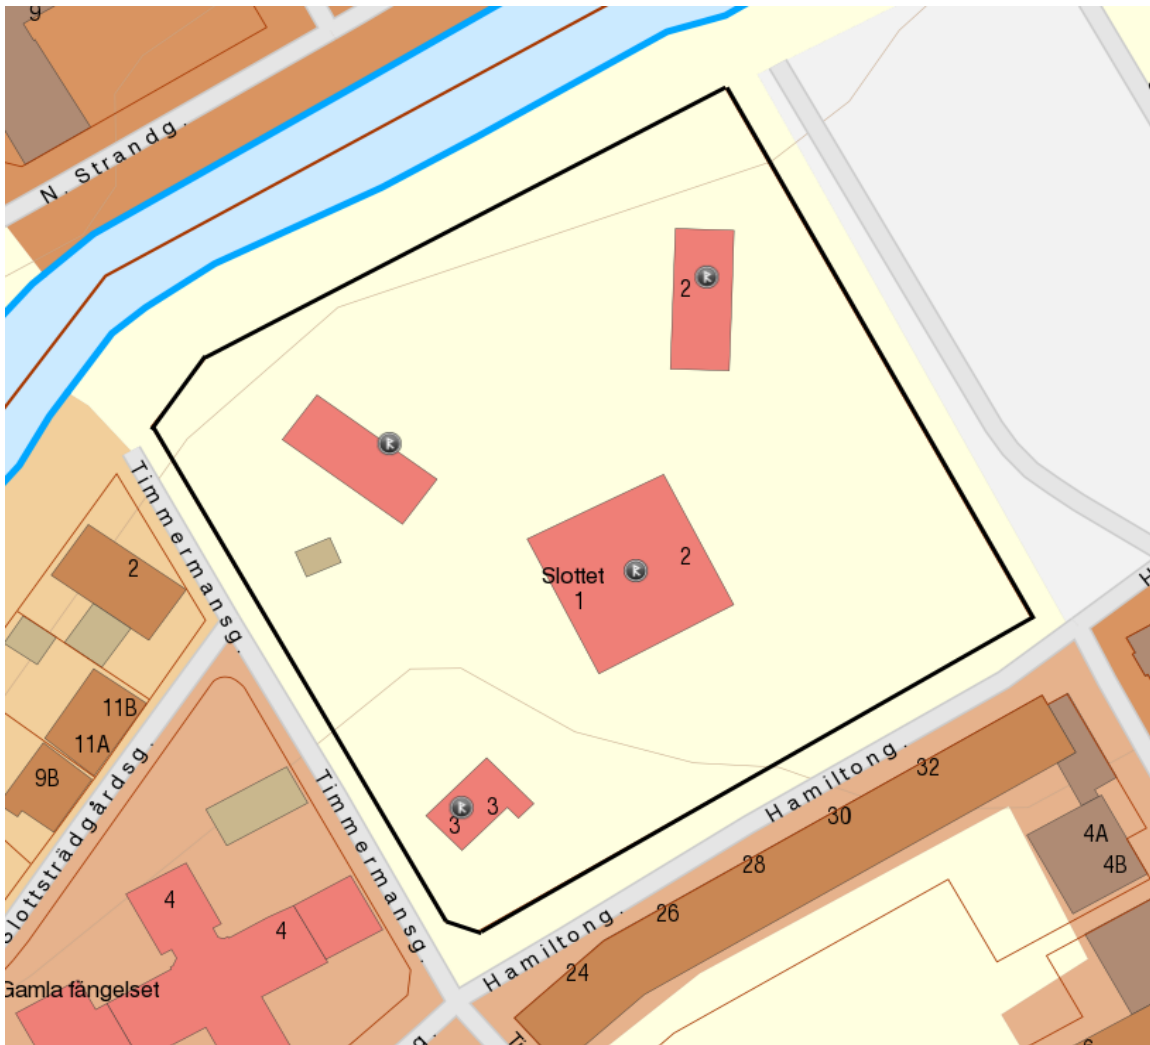 9
N. Strandg.
2
Timmermansg.
2
Slottet
2
1
11B
11A
9B
Slottsträdgårdsg.
Timmermansg.
3
3
Hamiltong.
32
30
4A
4B
28
4
26
4
Hamiltong.
24
Gamla fängelset